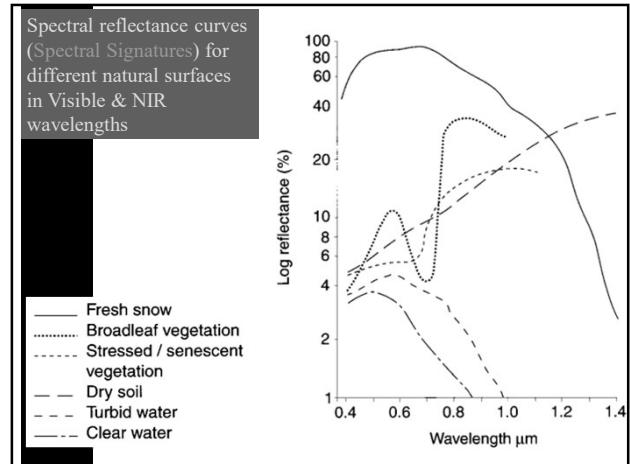 Spectral reflectance curves
(Spectral Signatures) for
different natural surfaces
in Visible & NIR
wavelengths
Log reflectance (%)
100
80
60
40
20
10
8
6
4
2
1
0.4 0.6 0.8 1.0 1.2 1.4
Wavelength μm
Fresh snow
Broadleaf vegetation
Stressed / senescent
vegetation
Dry soil
Turbid water
Clear water